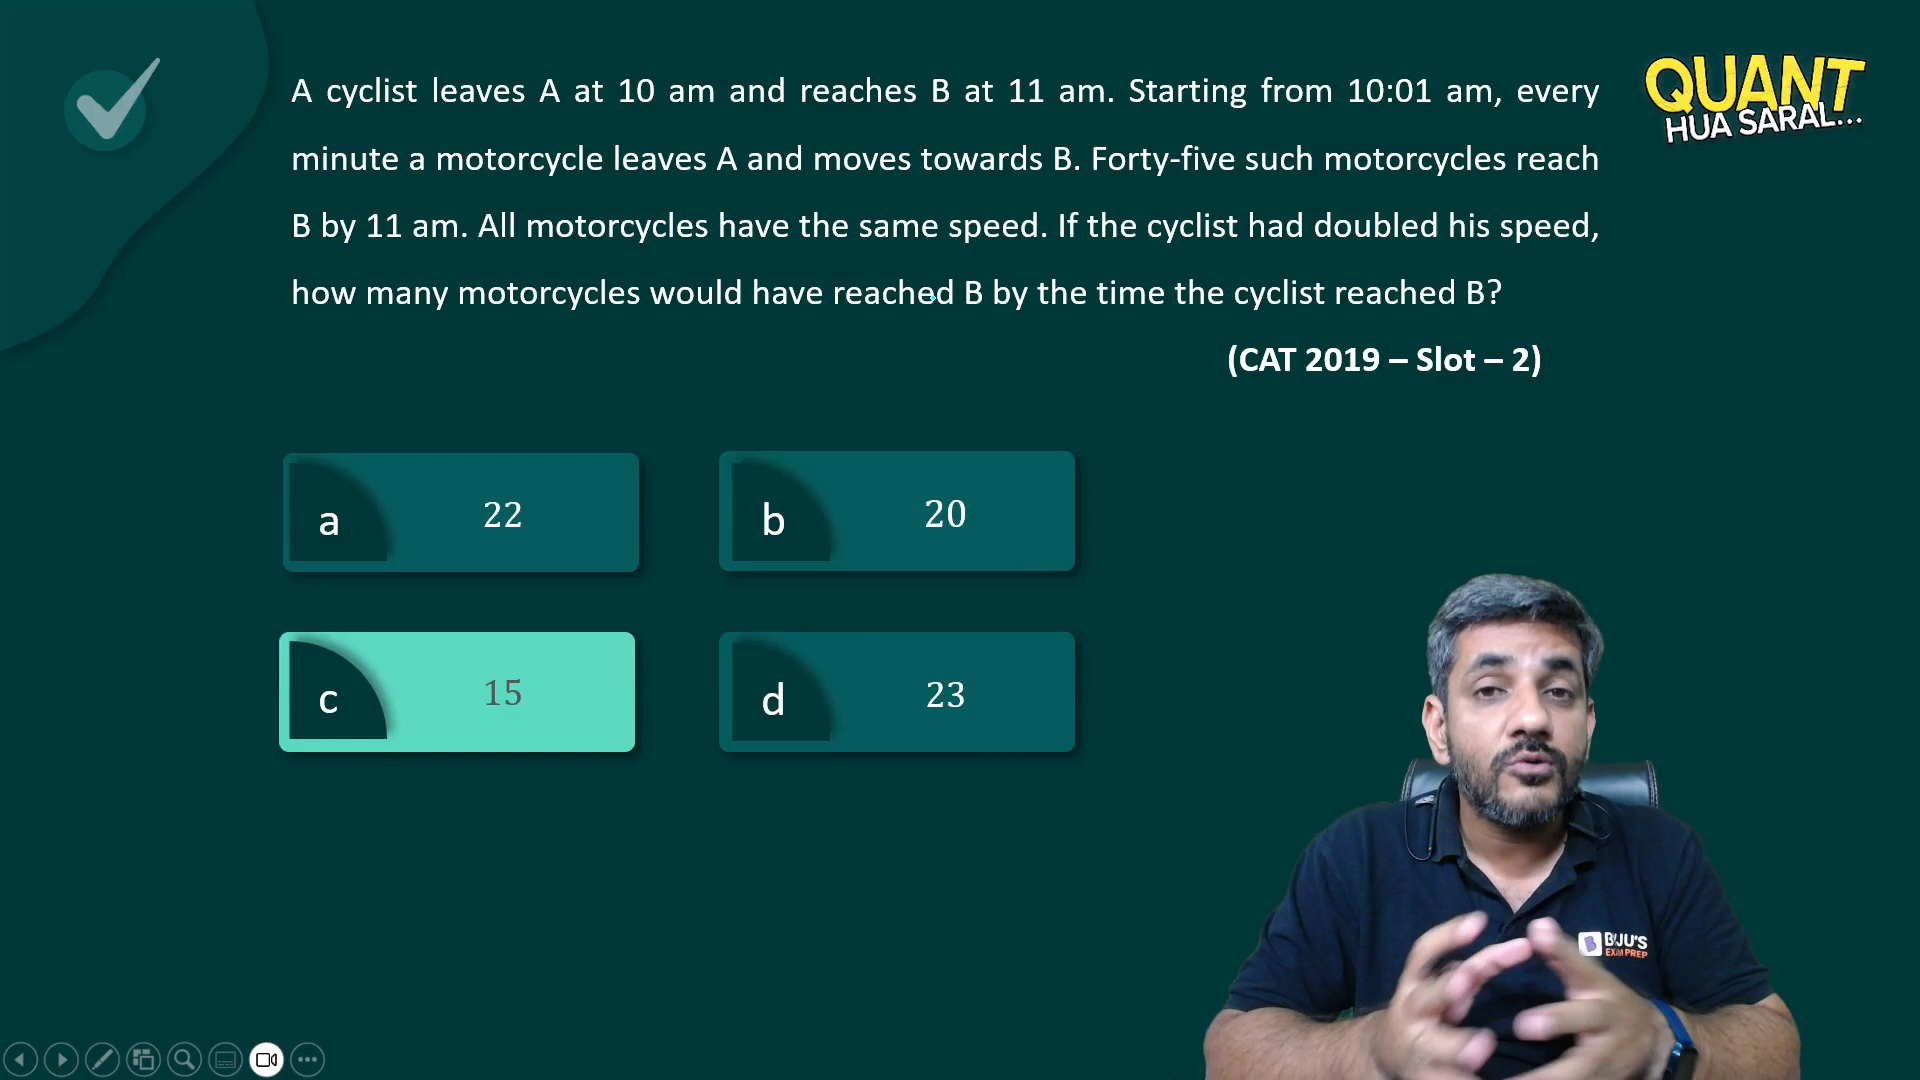 A cyclist leaves A at 10 am and reaches B at 11 am. Starting from 10:01 am, every
minute a motorcycle leaves A and moves towards B. Forty-five such motorcycles reach
B by 11 am. All motorcycles have the same speed. If the cyclist had doubled his speed,
how many motorcycles would have reached B by the time the cyclist reached B?
(CAT 2019 – Slot – 2)
QUANT
HUA SARAL...
a 22
b 20
c 15
d 23
B BYJU'S
EXAM PREP